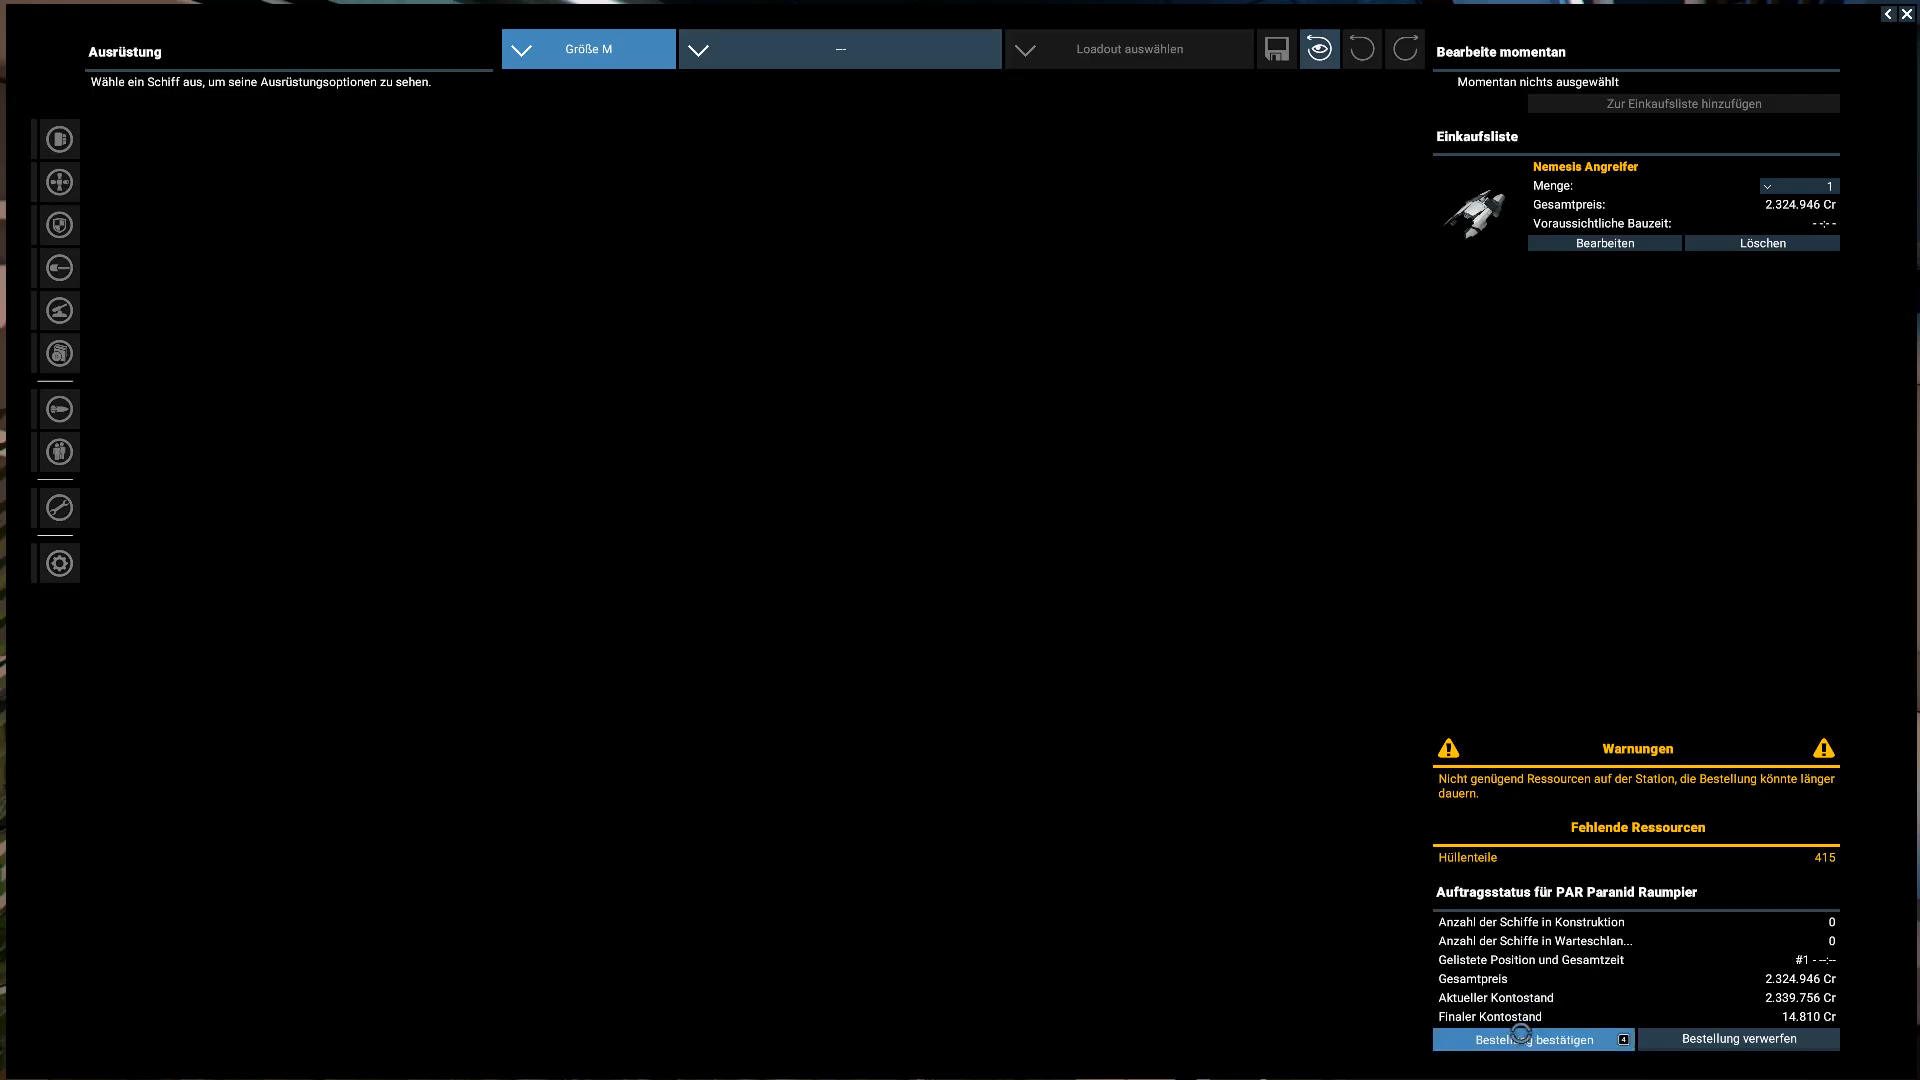 Ausrüstung
Wähle ein Schiff aus, um seine Ausrüstungsoptionen zu sehen.
Größe M
---
Loadout auswählen
Bearbeite momentan
Momentan nichts ausgewählt
Zur Einkaufsliste hinzufügen
Einkaufsliste
Nemesis Angreifer
Menge: 1
Gesamtpreis: 2.324.946 Cr
Voraussichtliche Bauzeit: --:--
Bearbeiten Löschen
Warnungen
Nicht genügend Ressourcen auf der Station, die Bestellung könnte länger
dauern.
Fehlende Ressourcen
Hüllenteile 415
Auftragsstatus für PAR Paranid Raumpier
Anzahl der Schiffe in Konstruktion 0
Anzahl der Schiffe in Warteschlan... 0
Gelistete Position und Gesamtzeit #1 - --:--
Gesamtpreis 2.324.946 Cr
Aktueller Kontostand 2.339.756 Cr
Finaler Kontostand 14.810 Cr
Bestellung bestätigen 4 Bestellung verwerfen